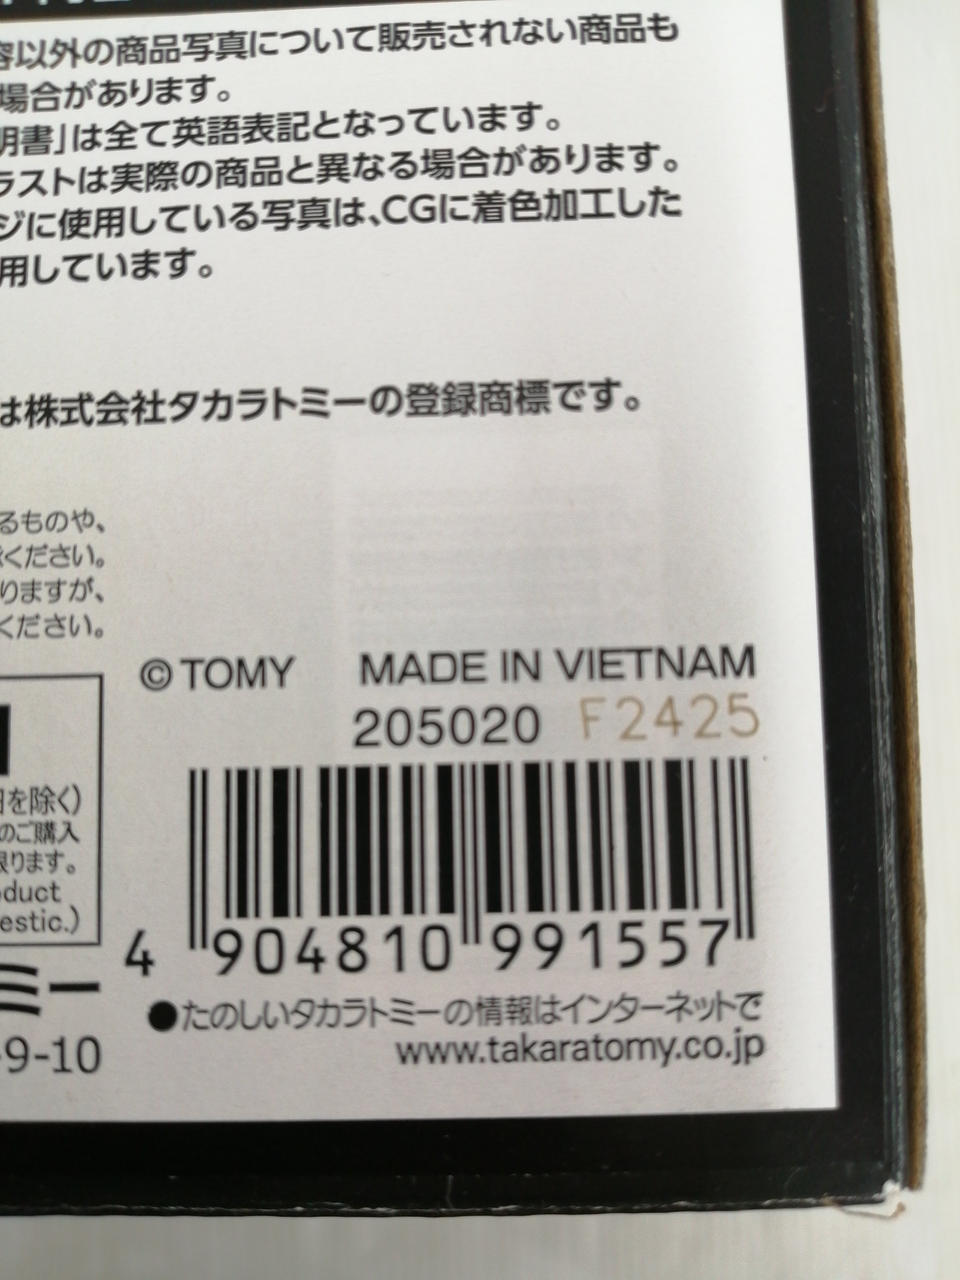 容以外の商品写真について販売されない商品も
場合があります。
明書」は全て英語表記となっています。
ラストは実際の商品と異なる場合があります。
ジに使用している写真は、CGに着色加工した
用しています。
は株式会社タカラトミーの登録商標です。
るものや、
ください。
りますが、
ください。
©TOMY MADE IN VIETNAM
205020 F2425
日を除く)
のご購入
限ります。
duct
estic.)
4 904810 991557
ミー
-9-10
●たのしいタカラトミーの情報はインターネットで
www.takaratomy.co.jp